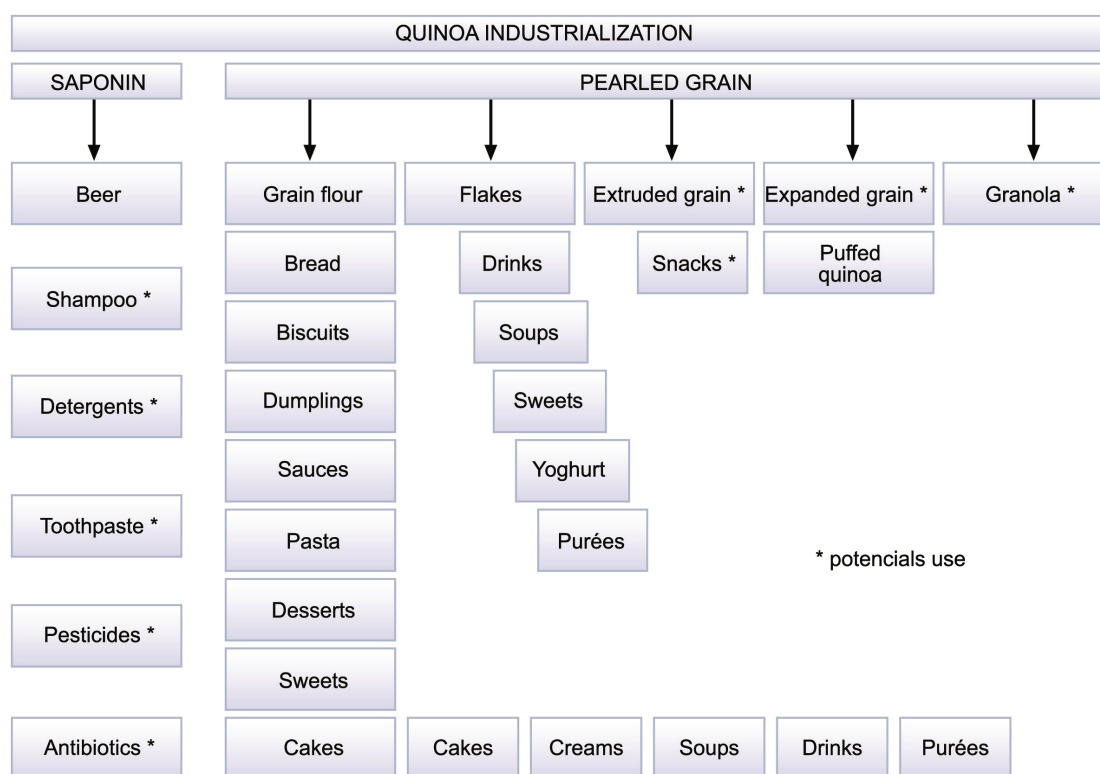 QUINOA INDUSTRIALIZATION
SAPONIN
PEARLED GRAIN
Beer
Grain flour
Flakes
Extruded grain *
Expanded grain *
Granola *
Bread
Drinks
Snacks *
Puffed
quinoa
Shampoo *
Biscuits
Soups
Detergents *
Dumplings
Sweets
Sauces
Yoghurt
Toothpaste *
Pasta
Purées
* potencials use
Desserts
Pesticides *
Sweets
Antibiotics *
Cakes
Cakes
Creams
Soups
Drinks
Purées